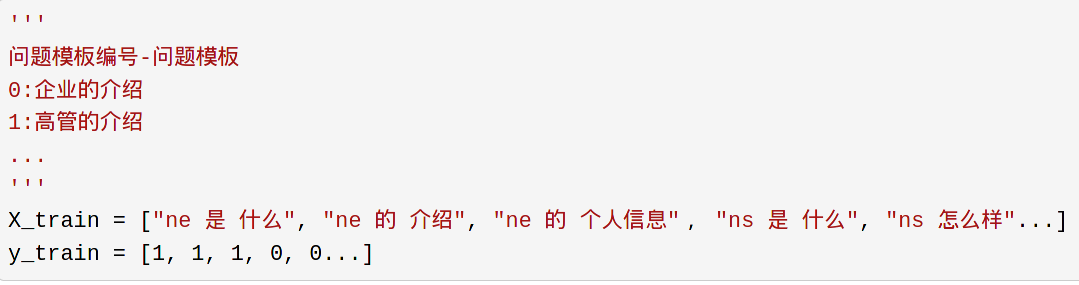 '''
问题模板编号-问题模板
0:企业的介绍
1:高管的介绍
...
'''
X_train = ["ne 是 什么", "ne 的 介绍", "ne 的 个人信息", "ns 是 什么", "ns 怎么样"...]
y_train = [1, 1, 1, 0, 0...]